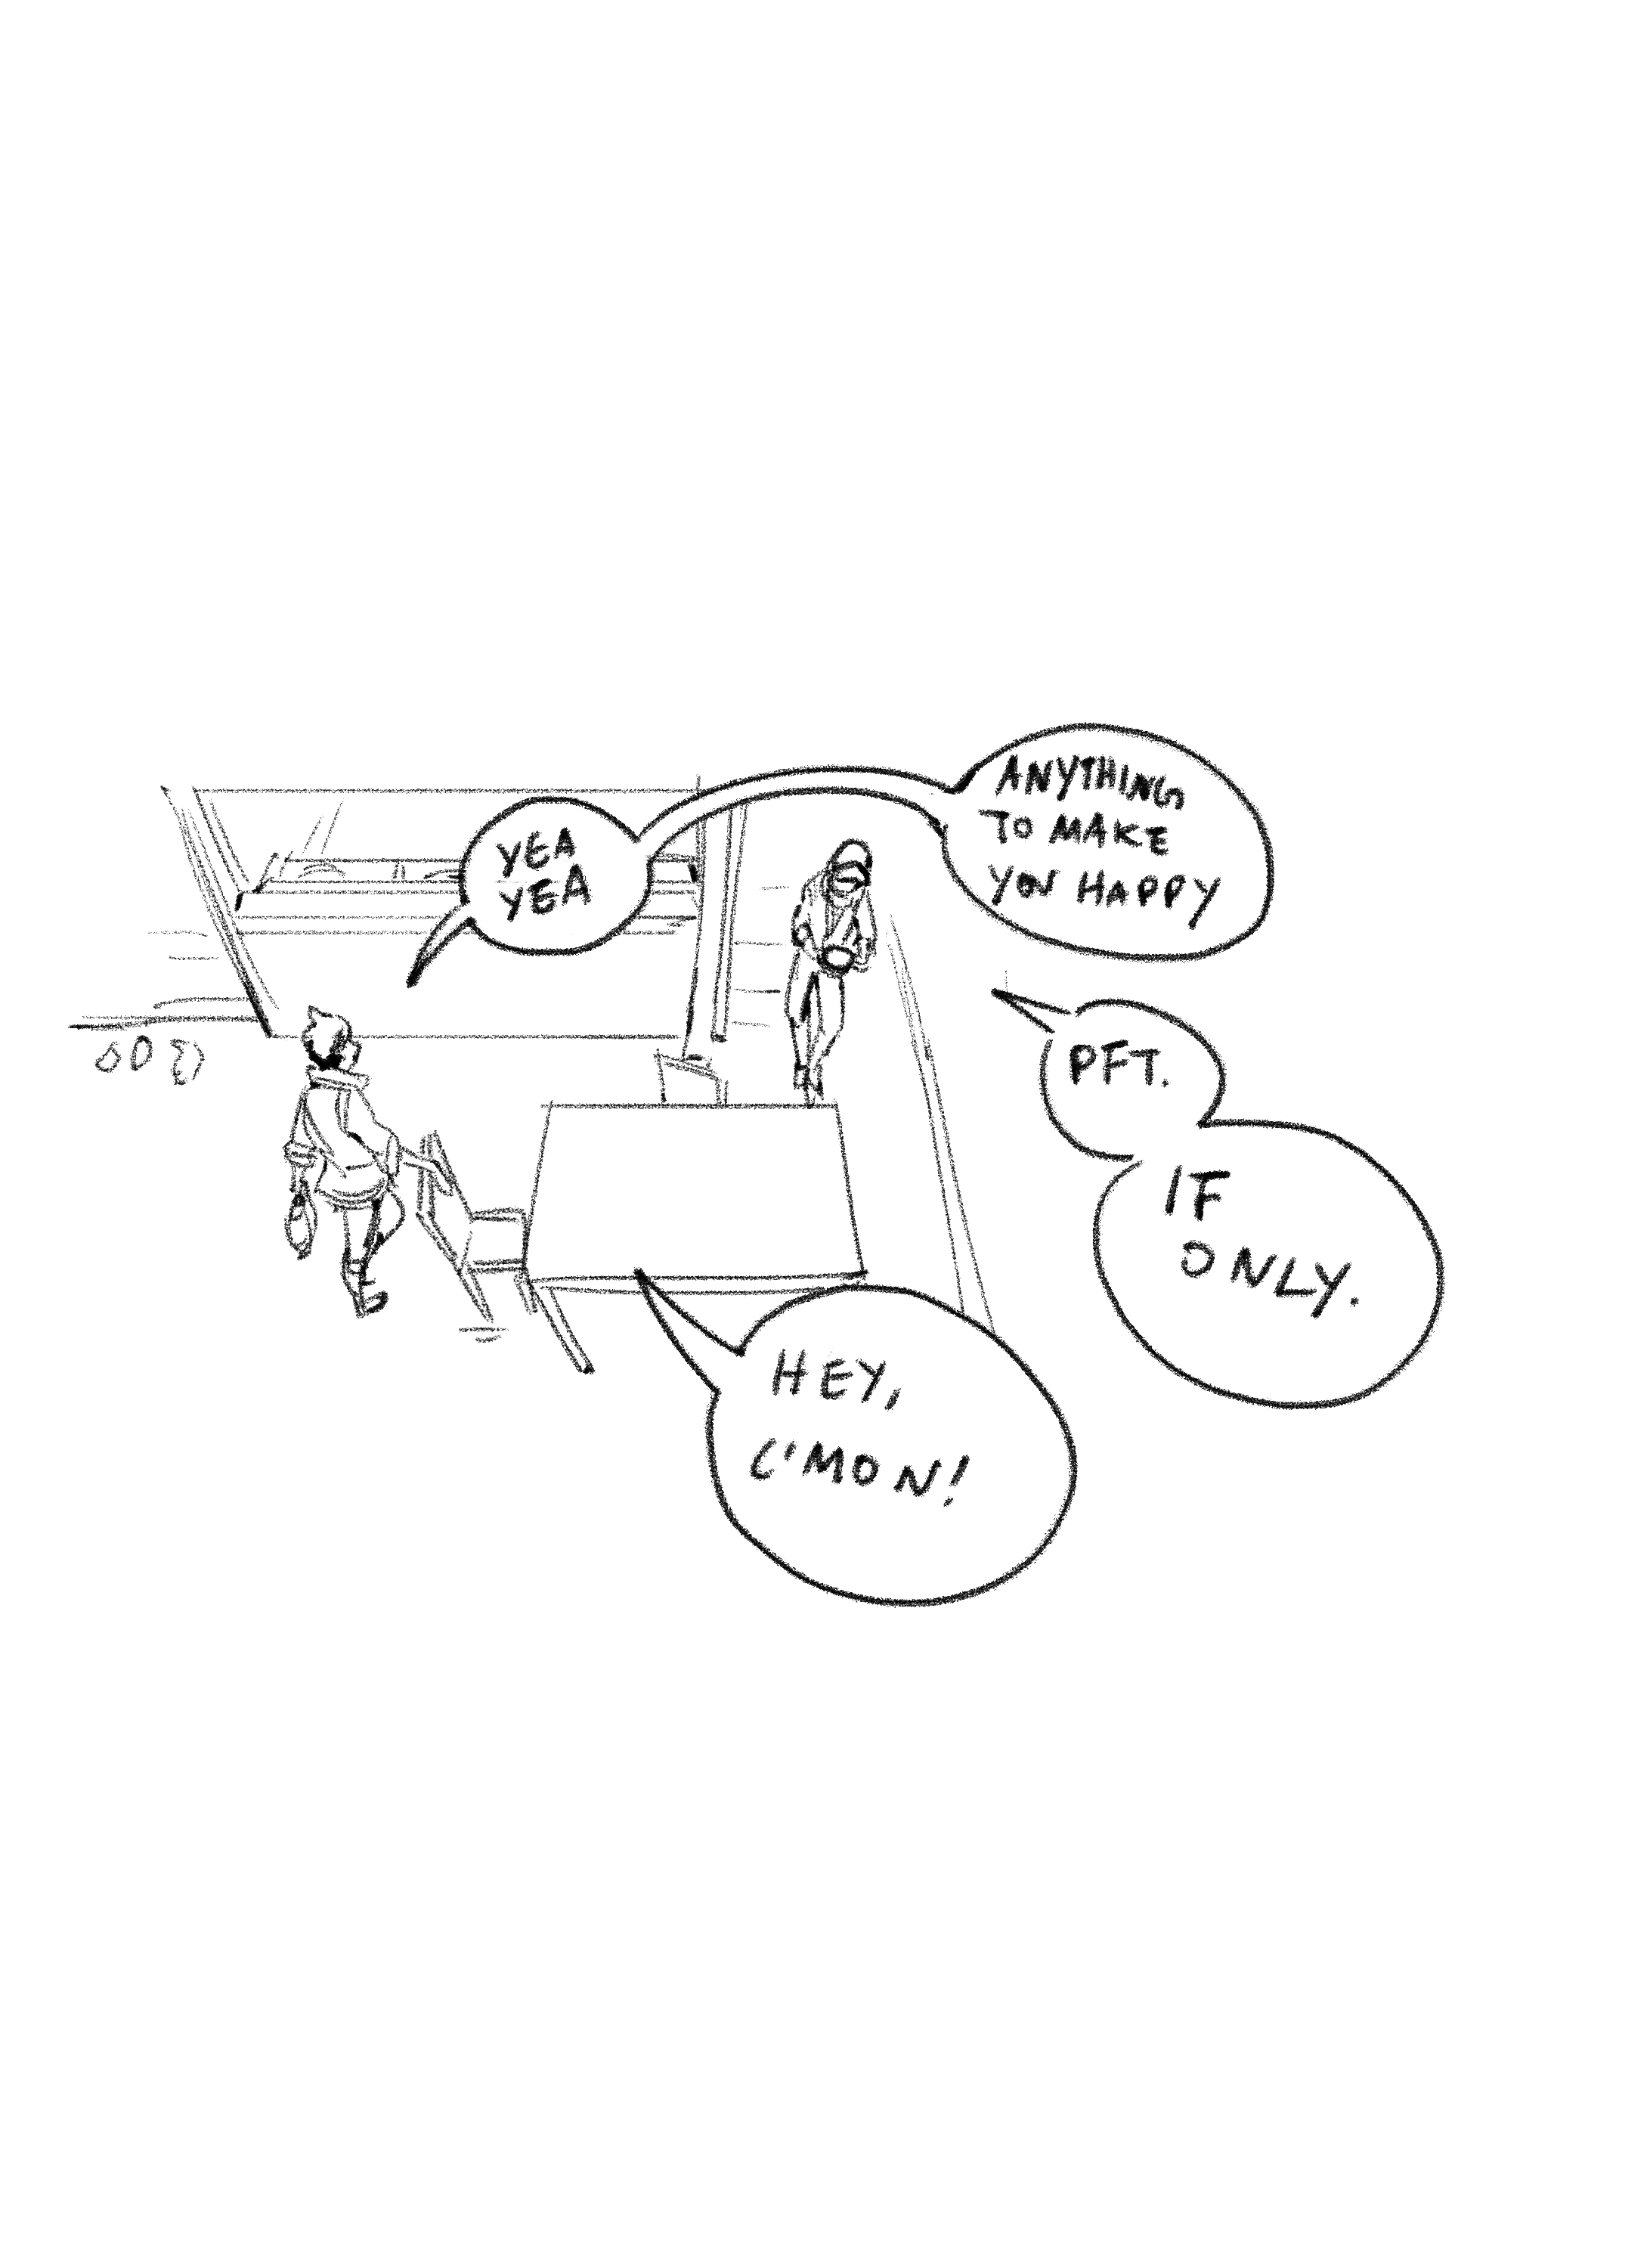 YEA
YEA
ANYTHING
TO MAKE
YOU HAPPY
PFT.
IF
ONLY.
HEY,
C'MON!